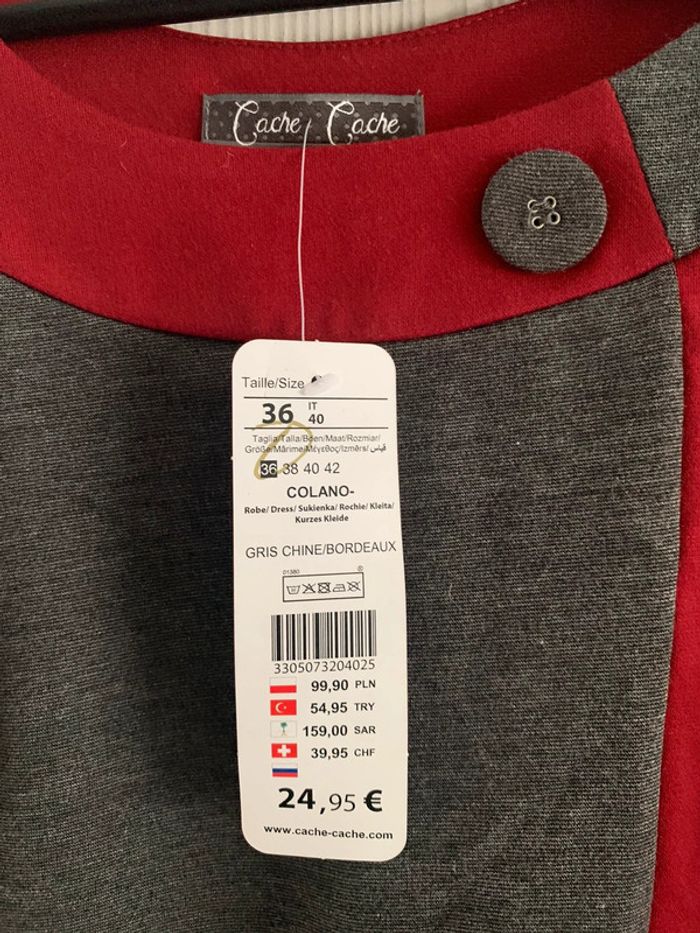 Cache Cache
Taille/Size
36 IT 40
Taglia/Talla/Boen/Maat/Rozmiar/
Größe/Mărime/Μέγεθος/Izmērs/ قياس
36 38 40 42
COLANO-
Robe/ Dress/ Sukienka/ Rochie/ Kleita/
Kurzes Kleide
GRIS CHINE/BORDEAUX
01380 ®
3305073204025
99,90 PLN
54,95 TRY
159,00 SAR
39,95 CHF
24,95 €
www.cache-cache.com